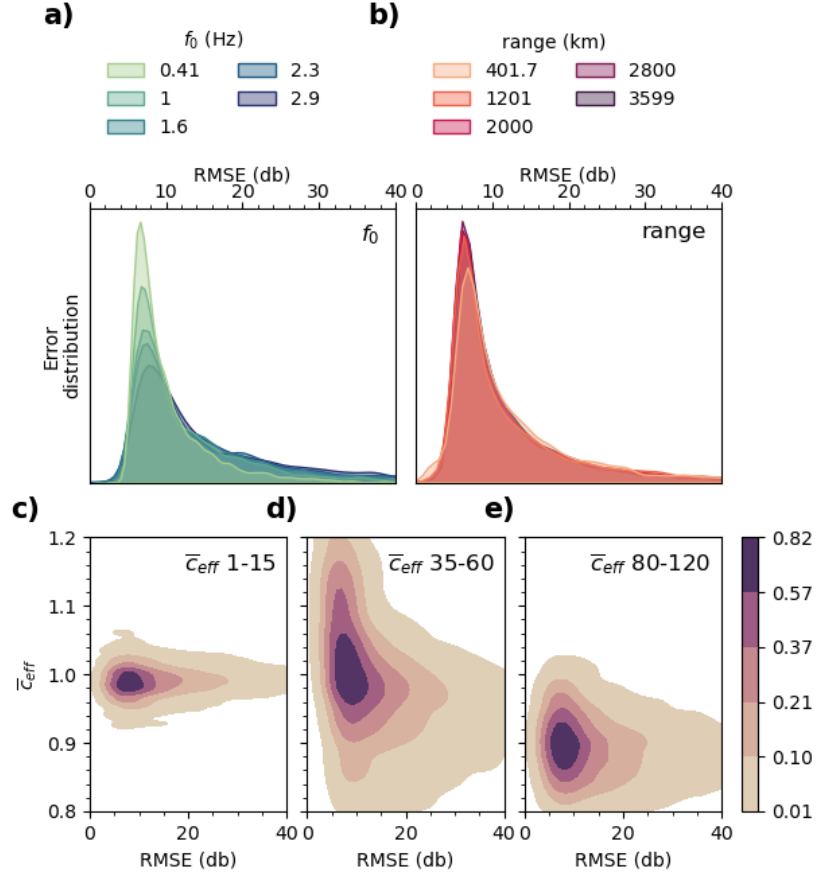 a)
b)
f₀ (Hz)
range (km)
0.41
2.3
1
2.9
1.6
401.7
2800
1201
3599
2000
RMSE (db)
RMSE (db)
0 10 20 30 40
0 10 20 30 40
f₀
range
Error
distribution
c)
d)
e)
1.2
1.1
1.0
0.9
0.8
c̅eff
c̅eff 1-15
c̅eff 35-60
c̅eff 80-120
0.82
0.57
0.37
0.21
0.10
0.01
0 20 40
0 20 40
0 20 40
RMSE (db)
RMSE (db)
RMSE (db)